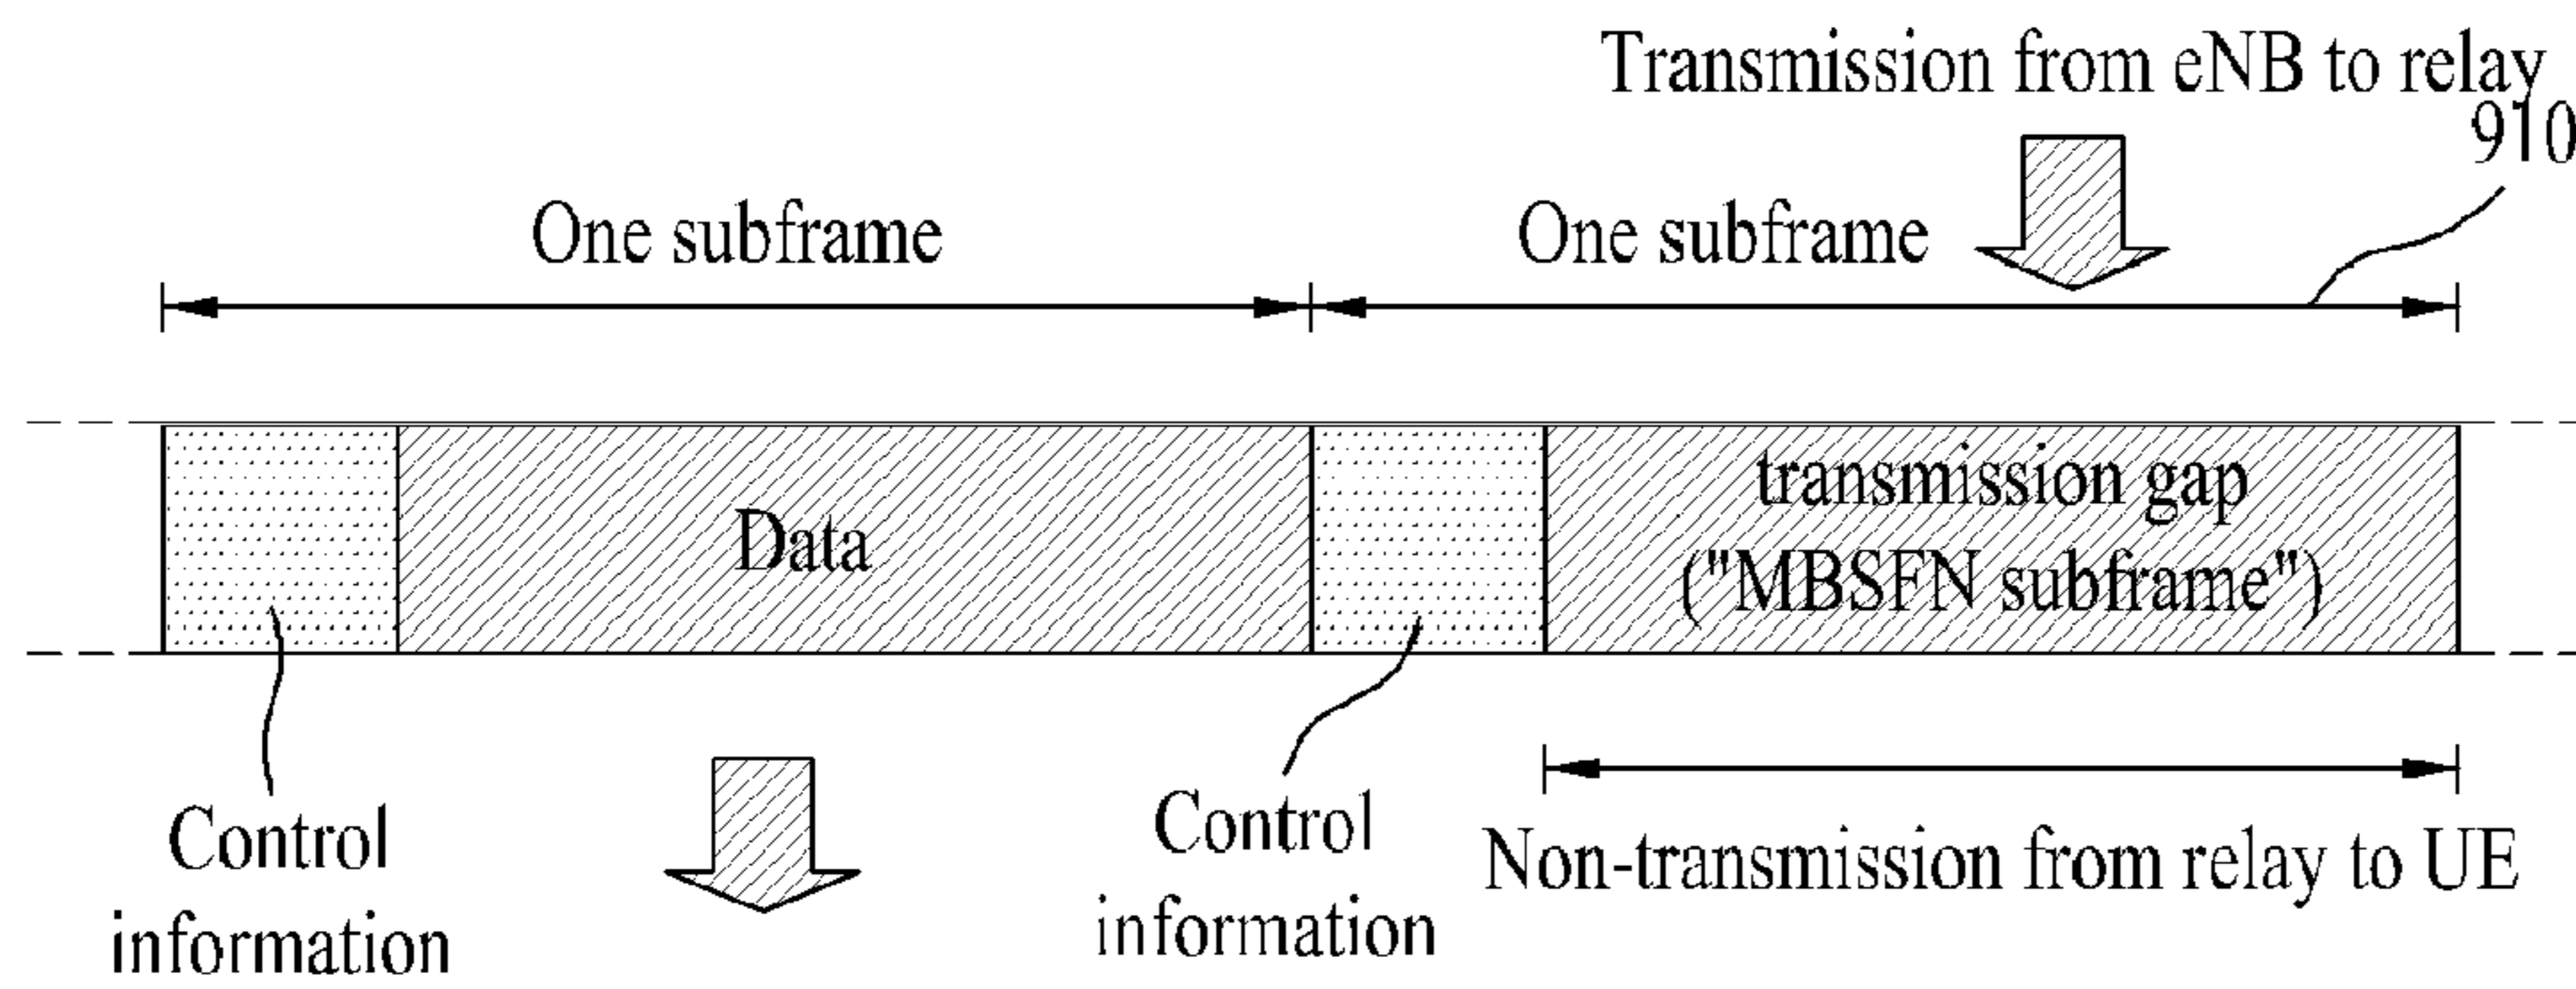 Transmission from eNB to relay
910
One subframe
One subframe
Data
transmission gap
("MBSFN subframe")
Control
information
Control
information
Non-transmission from relay to UE